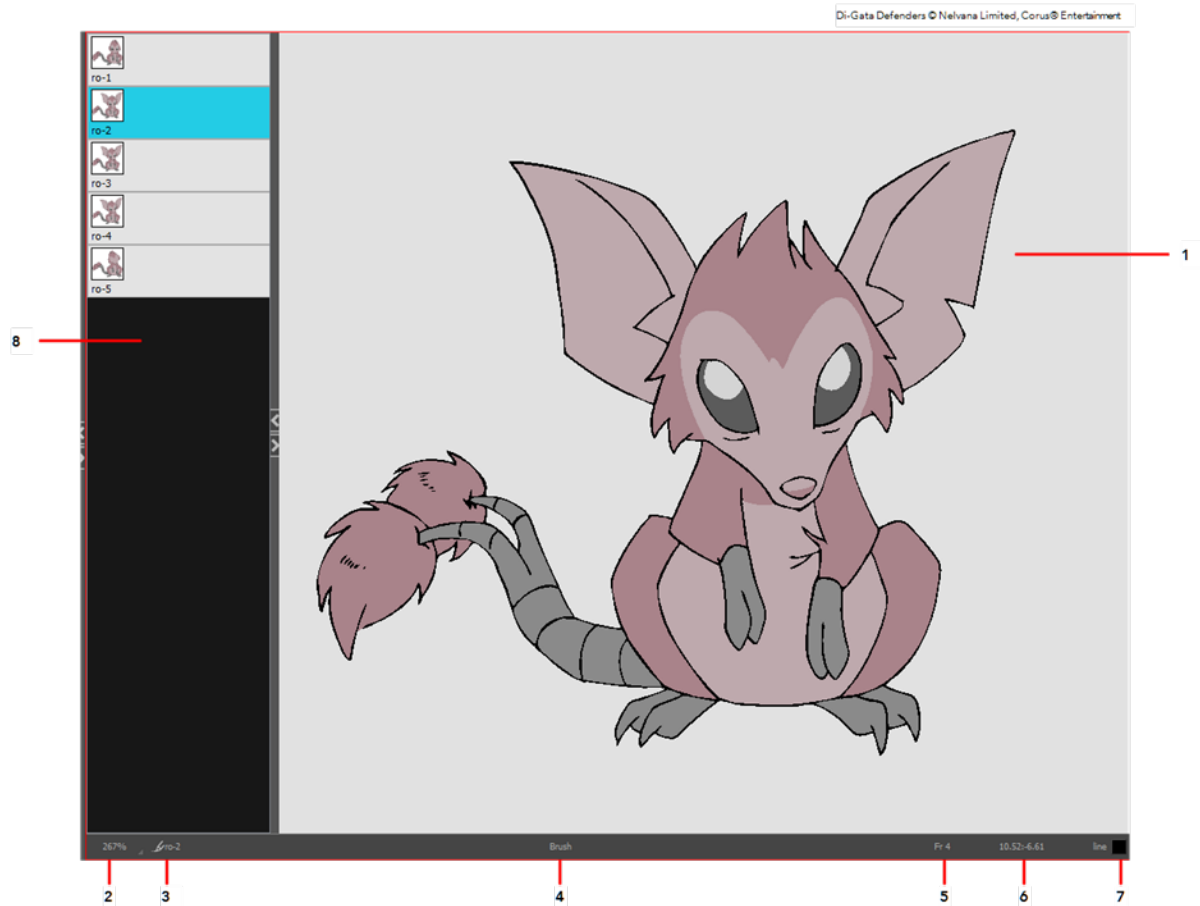 Di-Gata Defenders © Nelvana Limited, Corus® Entertainment
ro-1
ro-2
ro-3
ro-4
ro-5
1
8
267% ro-2 Brush Fr 4 10.52:-6.61 line
2 3 4 5 6 7